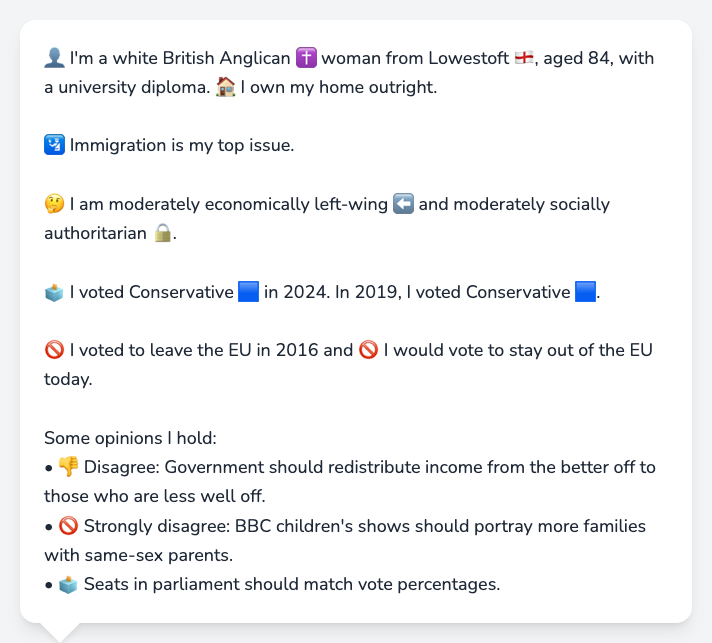 👤 I'm a white British Anglican ✝️ woman from Lowestoft 🏴󠁧󠁢󠁥󠁮󠁧󠁿, aged 84, with
a university diploma. 🏠 I own my home outright.
🛂 Immigration is my top issue.
🤔 I am moderately economically left-wing ⬅️ and moderately socially
authoritarian 🔒.
🗳️ I voted Conservative 🟦 in 2024. In 2019, I voted Conservative 🟦.
🚫 I voted to leave the EU in 2016 and 🚫 I would vote to stay out of the EU
today.
Some opinions I hold:
• 👎 Disagree: Government should redistribute income from the better off to
those who are less well off.
• 🚫 Strongly disagree: BBC children's shows should portray more families
with same-sex parents.
• 🗳️ Seats in parliament should match vote percentages.